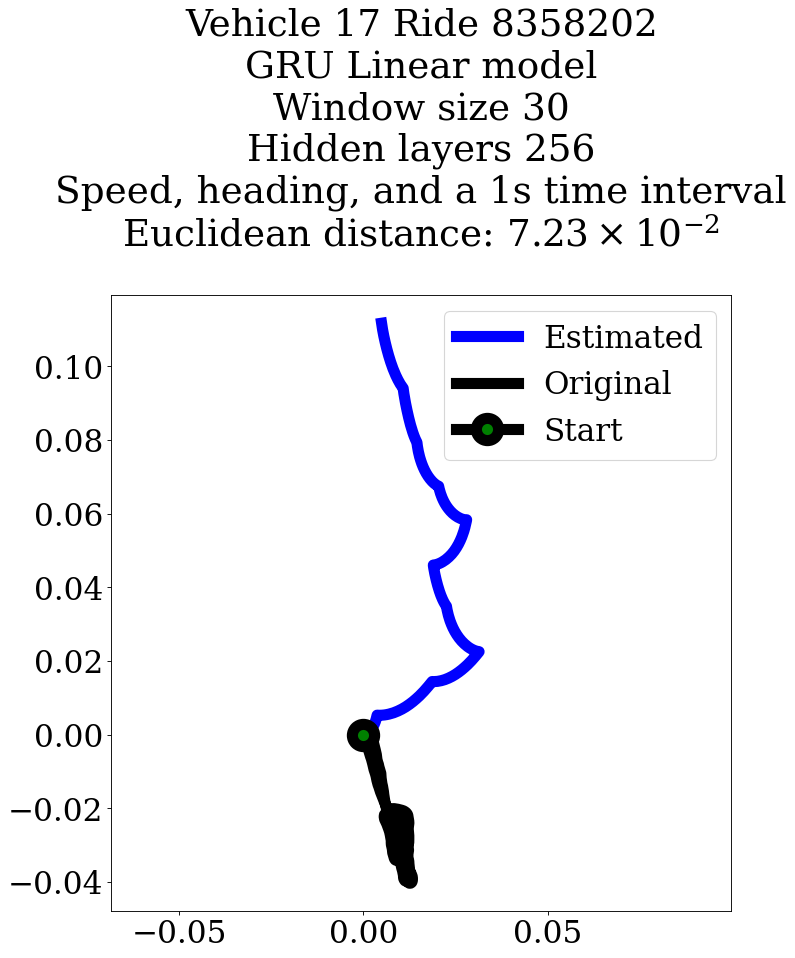 Vehicle 17 Ride 8358202
GRU Linear model
Window size 30
Hidden layers 256
Speed, heading, and a 1s time interval
Euclidean distance: 7.23 × 10⁻²
Estimated
Original
Start
0.10
0.08
0.06
0.04
0.02
0.00
−0.02
−0.04
−0.05 0.00 0.05